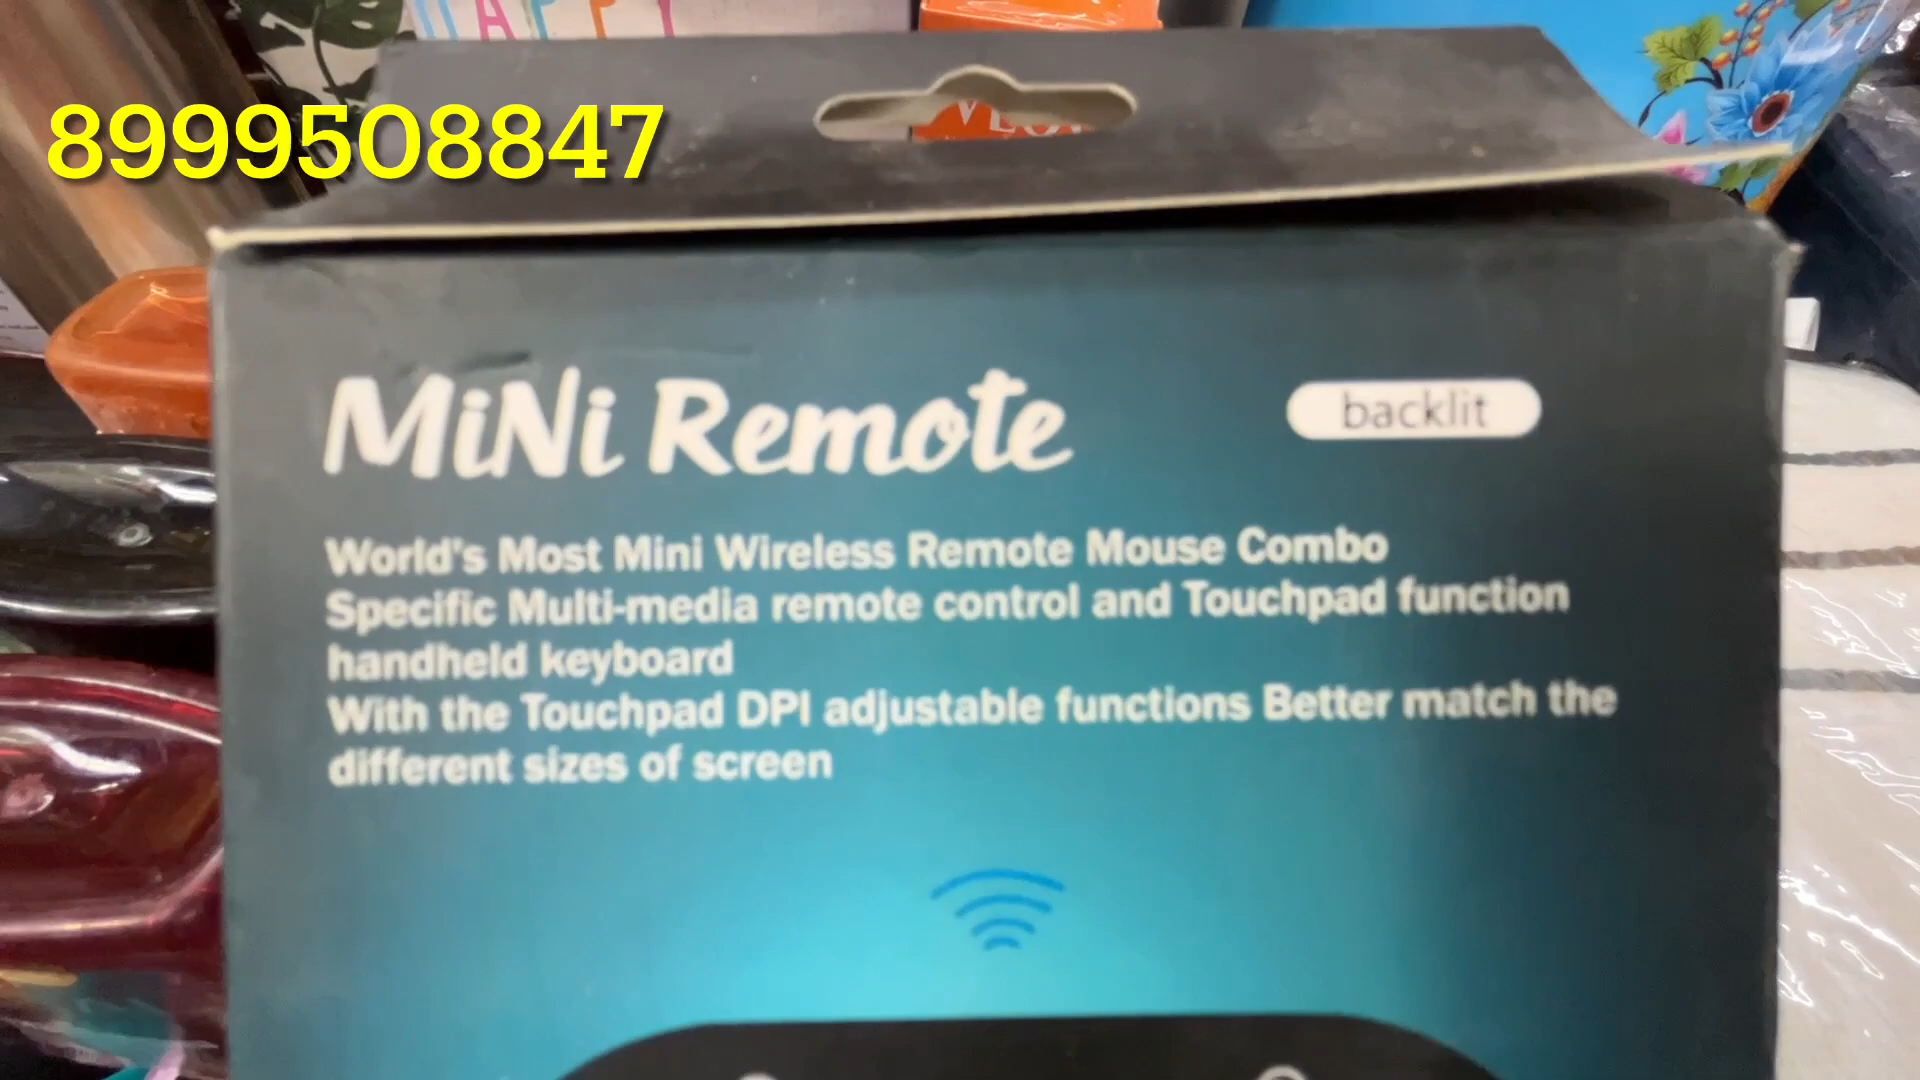 HAPPY
8999508847
MiNi Remote
backlit
World's Most Mini Wireless Remote Mouse Combo
Specific Multi-media remote control and Touchpad function
handheld keyboard
With the Touchpad DPI adjustable functions Better match the
different sizes of screen